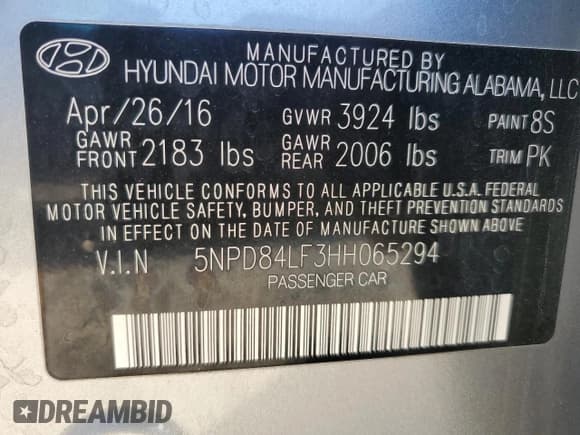 MANUFACTURED BY
HYUNDAI MOTOR MANUFACTURING ALABAMA, LLC
Apr/26/16 GVWR 3924 lbs PAINT 8S
GAWR FRONT 2183 lbs GAWR REAR 2006 lbs TRIM PK
THIS VEHICLE CONFORMS TO ALL APPLICABLE U.S.A. FEDERAL
MOTOR VEHICLE SAFETY, BUMPER, AND THEFT PREVENTION STANDARDS
IN EFFECT ON THE DATE OF MANUFACTURE SHOWN ABOVE.
V.I.N 5NPD84LF3HH065294
PASSENGER CAR
DREAMBID